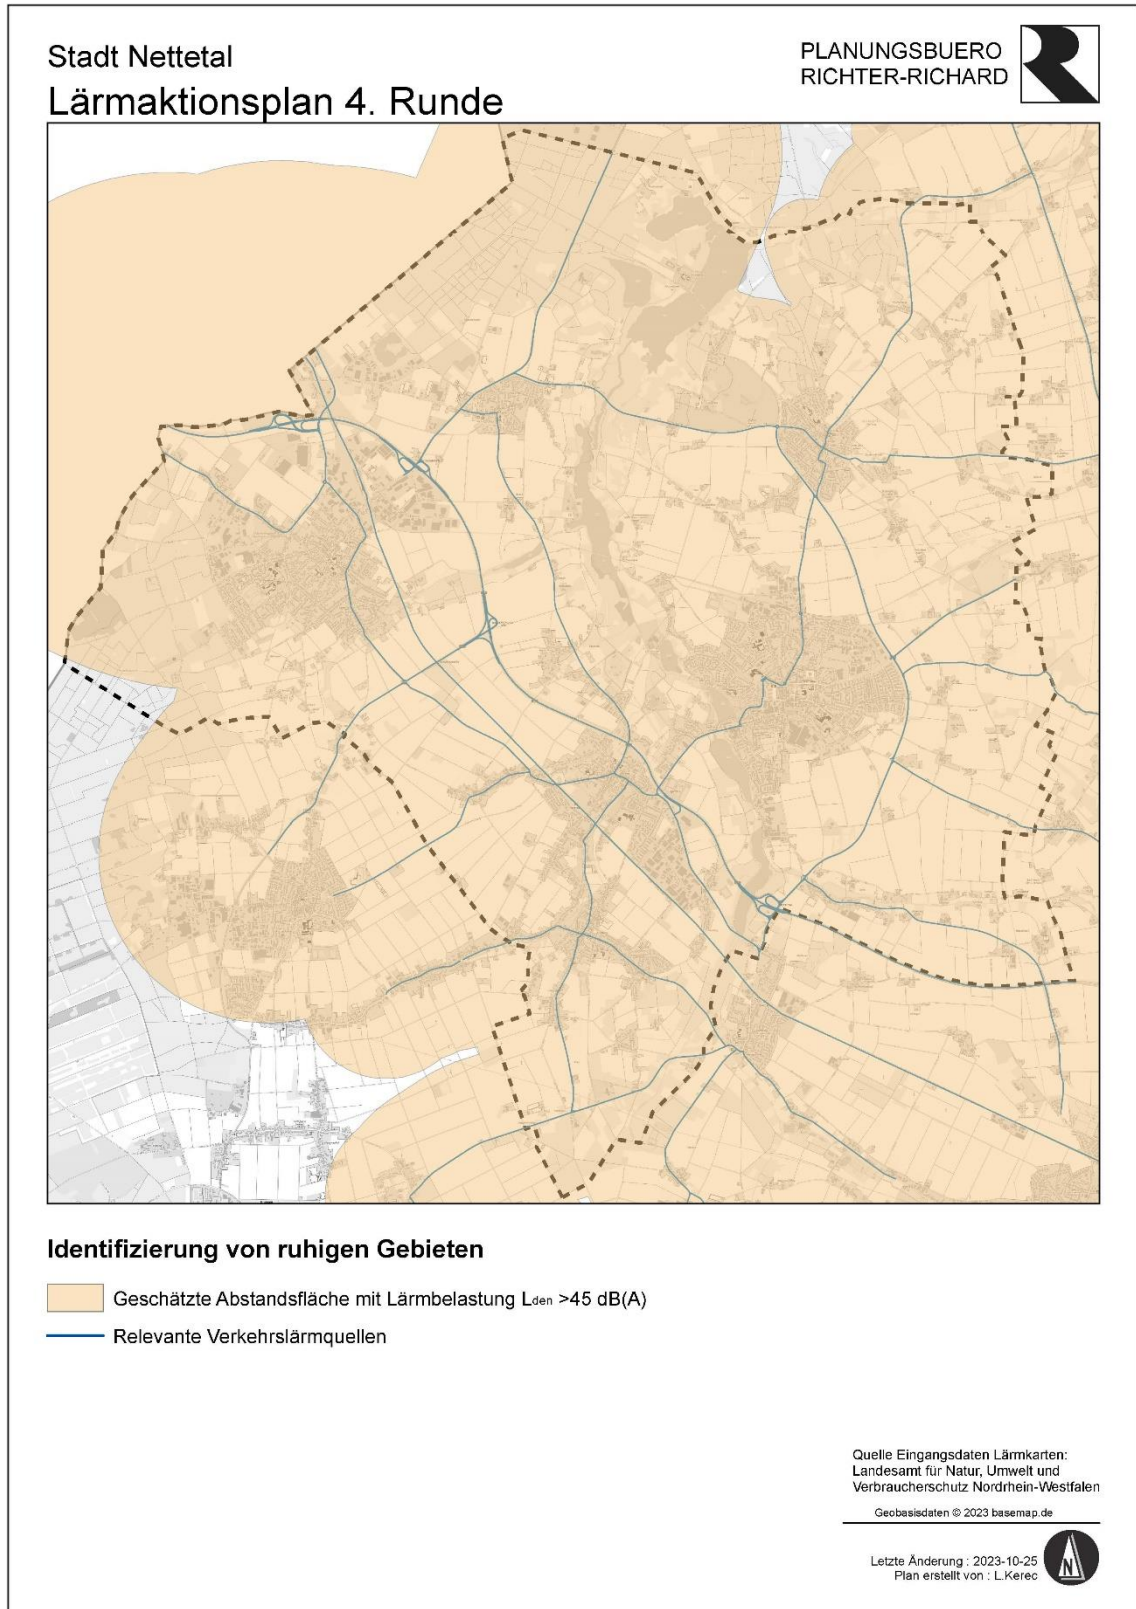 Stadt Nettetal
Lärmaktionsplan 4. Runde
PLANUNGSBUERO
RICHTER-RICHARD
Identifizierung von ruhigen Gebieten
Geschätzte Abstandsfläche mit Lärmbelastung Lden >45 dB(A)
Relevante Verkehrslärmquellen
Quelle Eingangsdaten Lärmkarten:
Landesamt für Natur, Umwelt und
Verbraucherschutz Nordrhein-Westfalen
Geobasisdaten © 2023 basemap.de
Letzte Änderung : 2023-10-25
Plan erstellt von : L.Kerec
N